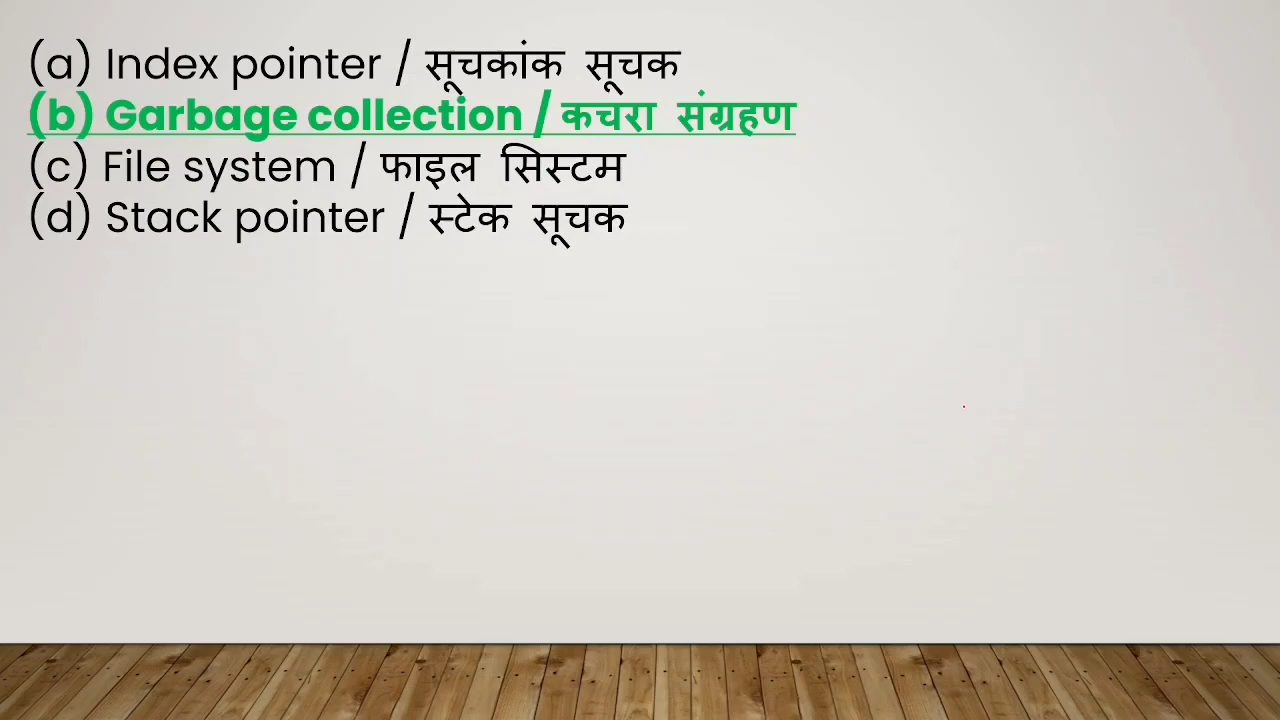 (a) Index pointer / सूचकांक सूचक
(b) Garbage collection / कचरा संग्रहण
(c) File system / फाइल सिस्टम
(d) Stack pointer / स्टेक सूचक